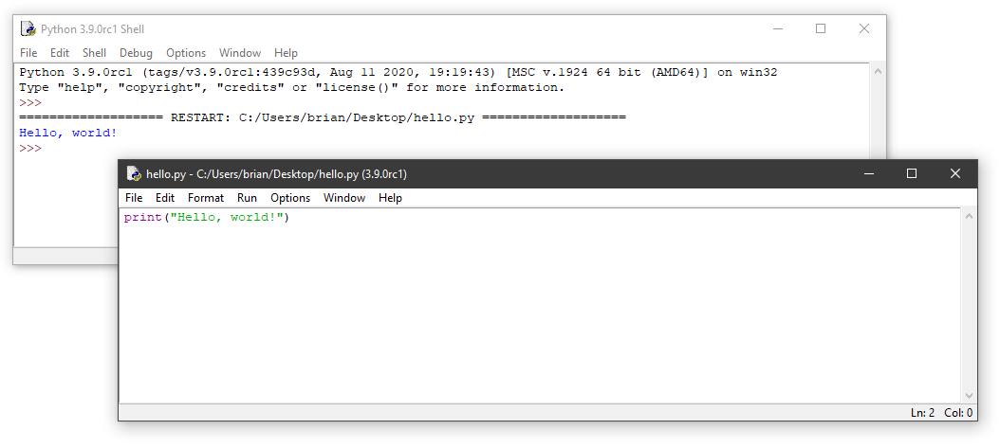 Python 3.9.0rc1 Shell
File Edit Shell Debug Options Window Help
Python 3.9.0rc1 (tags/v3.9.0rc1:439c93d, Aug 11 2020, 19:19:43) [MSC v.1924 64 bit (AMD64)] on win32
Type "help", "copyright", "credits" or "license()" for more information.
>>>
=================== RESTART: C:/Users/brian/Desktop/hello.py ===================
Hello, world!
>>>
hello.py - C:/Users/brian/Desktop/hello.py (3.9.0rc1)
File Edit Format Run Options Window Help
print("Hello, world!")
Ln: 2 Col: 0